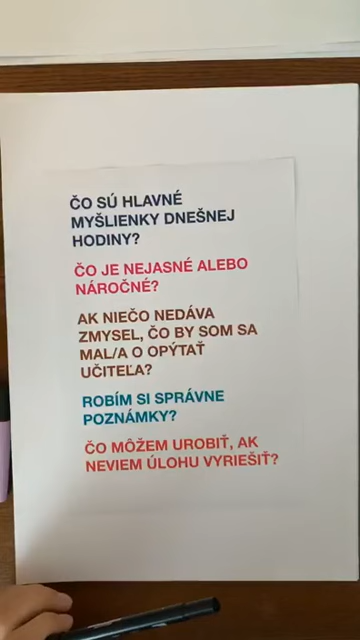 ČO SÚ HLAVNÉ
MYŠLIENKY DNEŠNEJ
HODINY?
ČO JE NEJASNÉ ALEBO
NÁROČNÉ?
AK NIEČO NEDÁVA
ZMYSEL, ČO BY SOM SA
MAL/A O OPÝTAŤ
UČITEĽA?
ROBÍM SI SPRÁVNE
POZNÁMKY?
ČO MÔŽEM UROBIŤ, AK
NEVIEM ÚLOHU VYRIEŠIŤ?